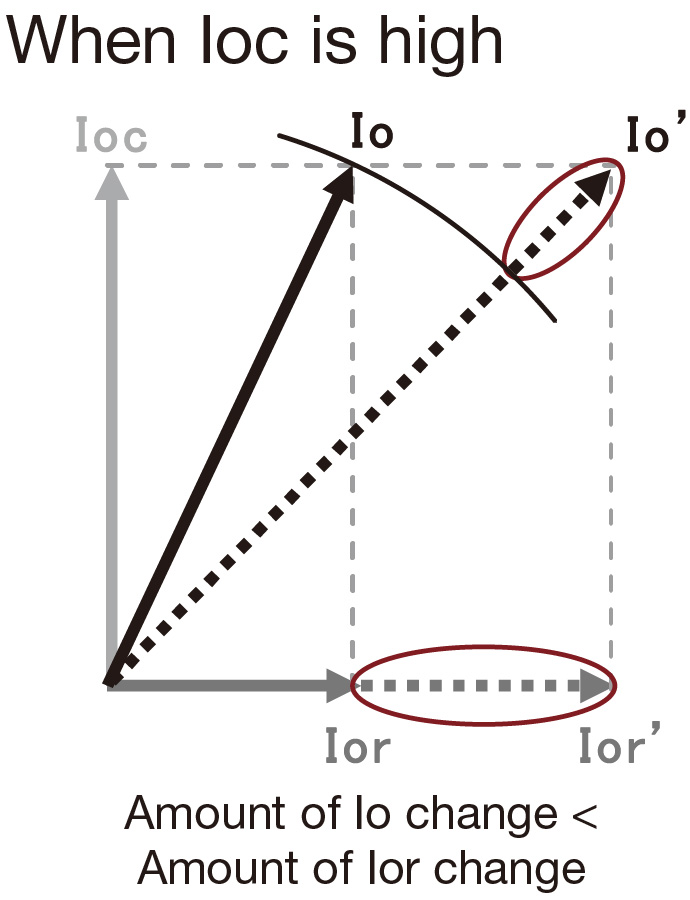 When Ioc is high
Ioc
Io
Io’
Ior
Ior’
Amount of Io change <
Amount of Ior change